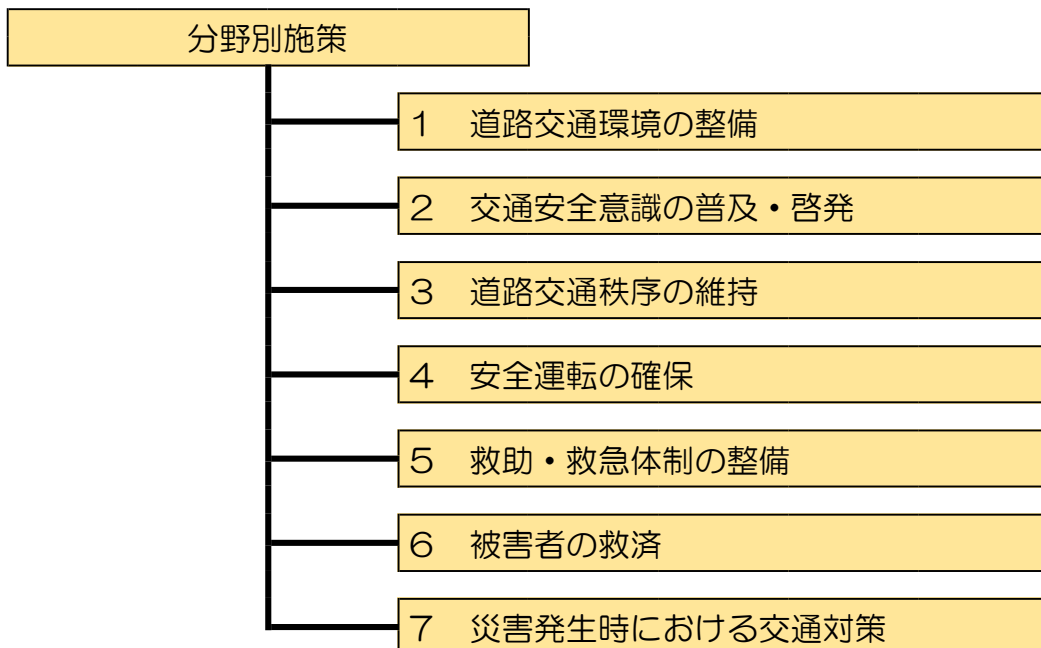 分野別施策
１　道路交通環境の整備
２　交通安全意識の普及・啓発
３　道路交通秩序の維持
４　安全運転の確保
５　救助・救急体制の整備
６　被害者の救済
７　災害発生時における交通対策